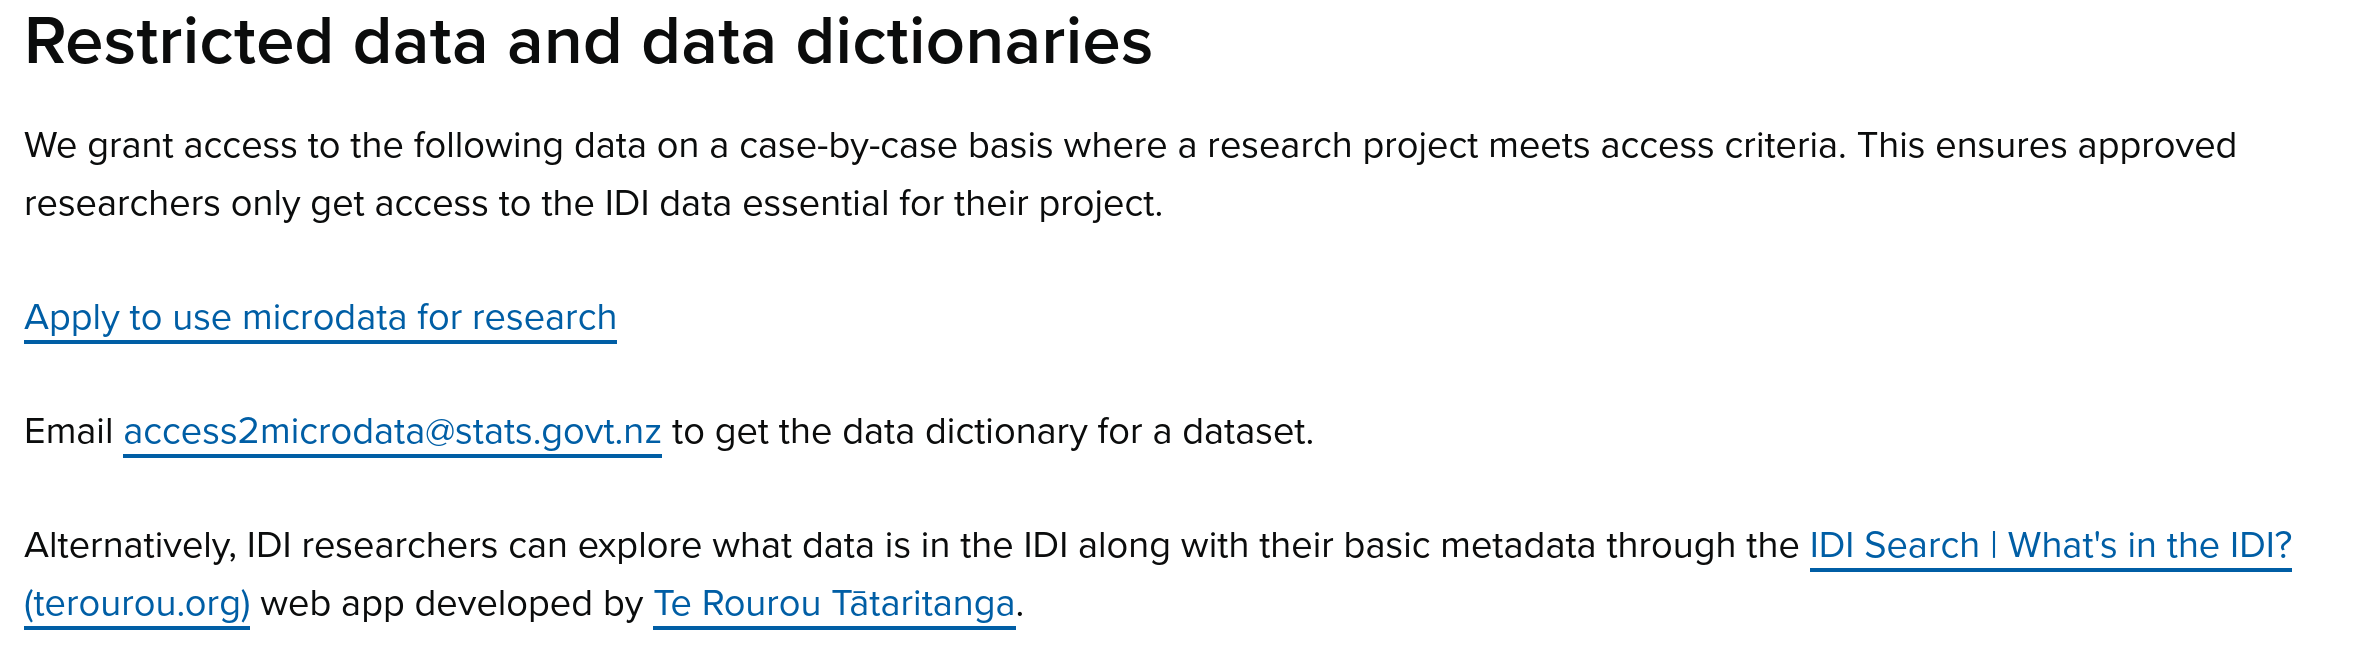 Restricted data and data dictionaries
We grant access to the following data on a case-by-case basis where a research project meets access criteria. This ensures approved
researchers only get access to the IDI data essential for their project.
Apply to use microdata for research
Email access2microdata@stats.govt.nz to get the data dictionary for a dataset.
Alternatively, IDI researchers can explore what data is in the IDI along with their basic metadata through the IDI Search | What's in the IDI?
(terourou.org) web app developed by Te Rourou Tātaritanga.